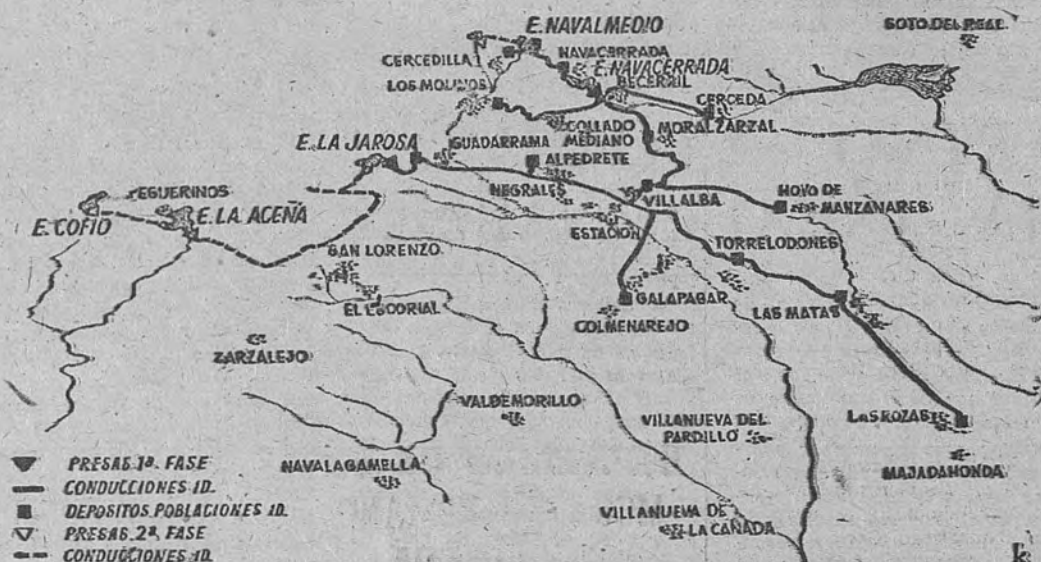 E. NAVALMEDIO
SOTO DEL REAL
CERCEDILLA
NAVACERRADA
E. NAVACERRADA
LOS MOLINOS
BECERRIL
CERCEDA
COLLADO
MEDIANO
MORALZARZAL
E. LA JAROSA
GUADARRAMA
ALPEDRETE
NEGRALES
VILLALBA
HOYO DE
MANZANARES
PEGUERINOS
E. COFIO
E. LA ACEÑA
ESTACION
SAN LORENZO
TORRELODONES
EL ESCORIAL
GALAPAGAR
LAS MATAS
COLMENAREJO
ZARZALEJO
VALDEMORILLO
VILLANUEVA DEL
PARDILLO
LAS ROZAS
NAVALAGAMELLA
MAJADAHONDA
VILLANUEVA DE
LA CAÑADA
PRESAS 1ª. FASE
CONDUCCIONES ID.
DEPOSITOS POBLACIONES ID.
PRESAS 2ª. FASE
CONDUCCIONES ID.
k